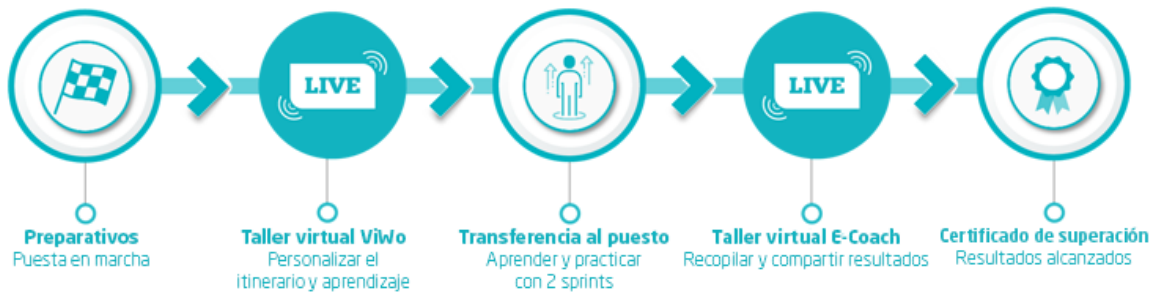 LIVE
LIVE
Preparativos
Puesta en marcha
Taller virtual ViWo
Personalizar el
itinerario y aprendizaje
Transferencia al puesto
Aprender y practicar
con 2 sprints
Taller virtual E-Coach
Recopilar y compartir resultados
Certificado de superación
Resultados alcanzados